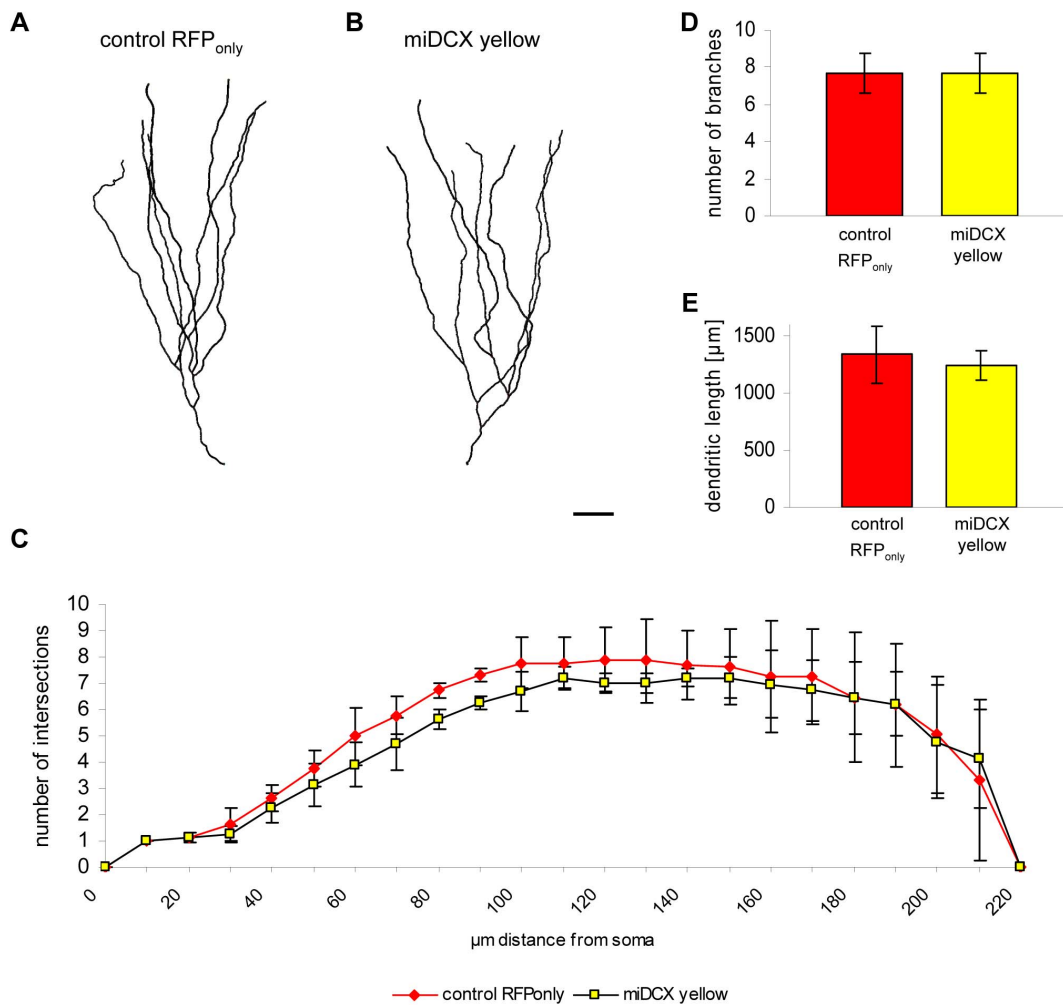 A
control RFPonly
B
miDCX yellow
D
number of branches
10
8
6
4
2
0
control
RFPonly
miDCX
yellow
E
dendritic length [µm]
1500
1000
500
0
control
RFPonly
miDCX
yellow
C
number of intersections
10
9
8
7
6
5
4
3
2
1
0
0
20
40
60
80
100
120
140
160
180
200
220
µm distance from soma
control RFPonly
miDCX yellow